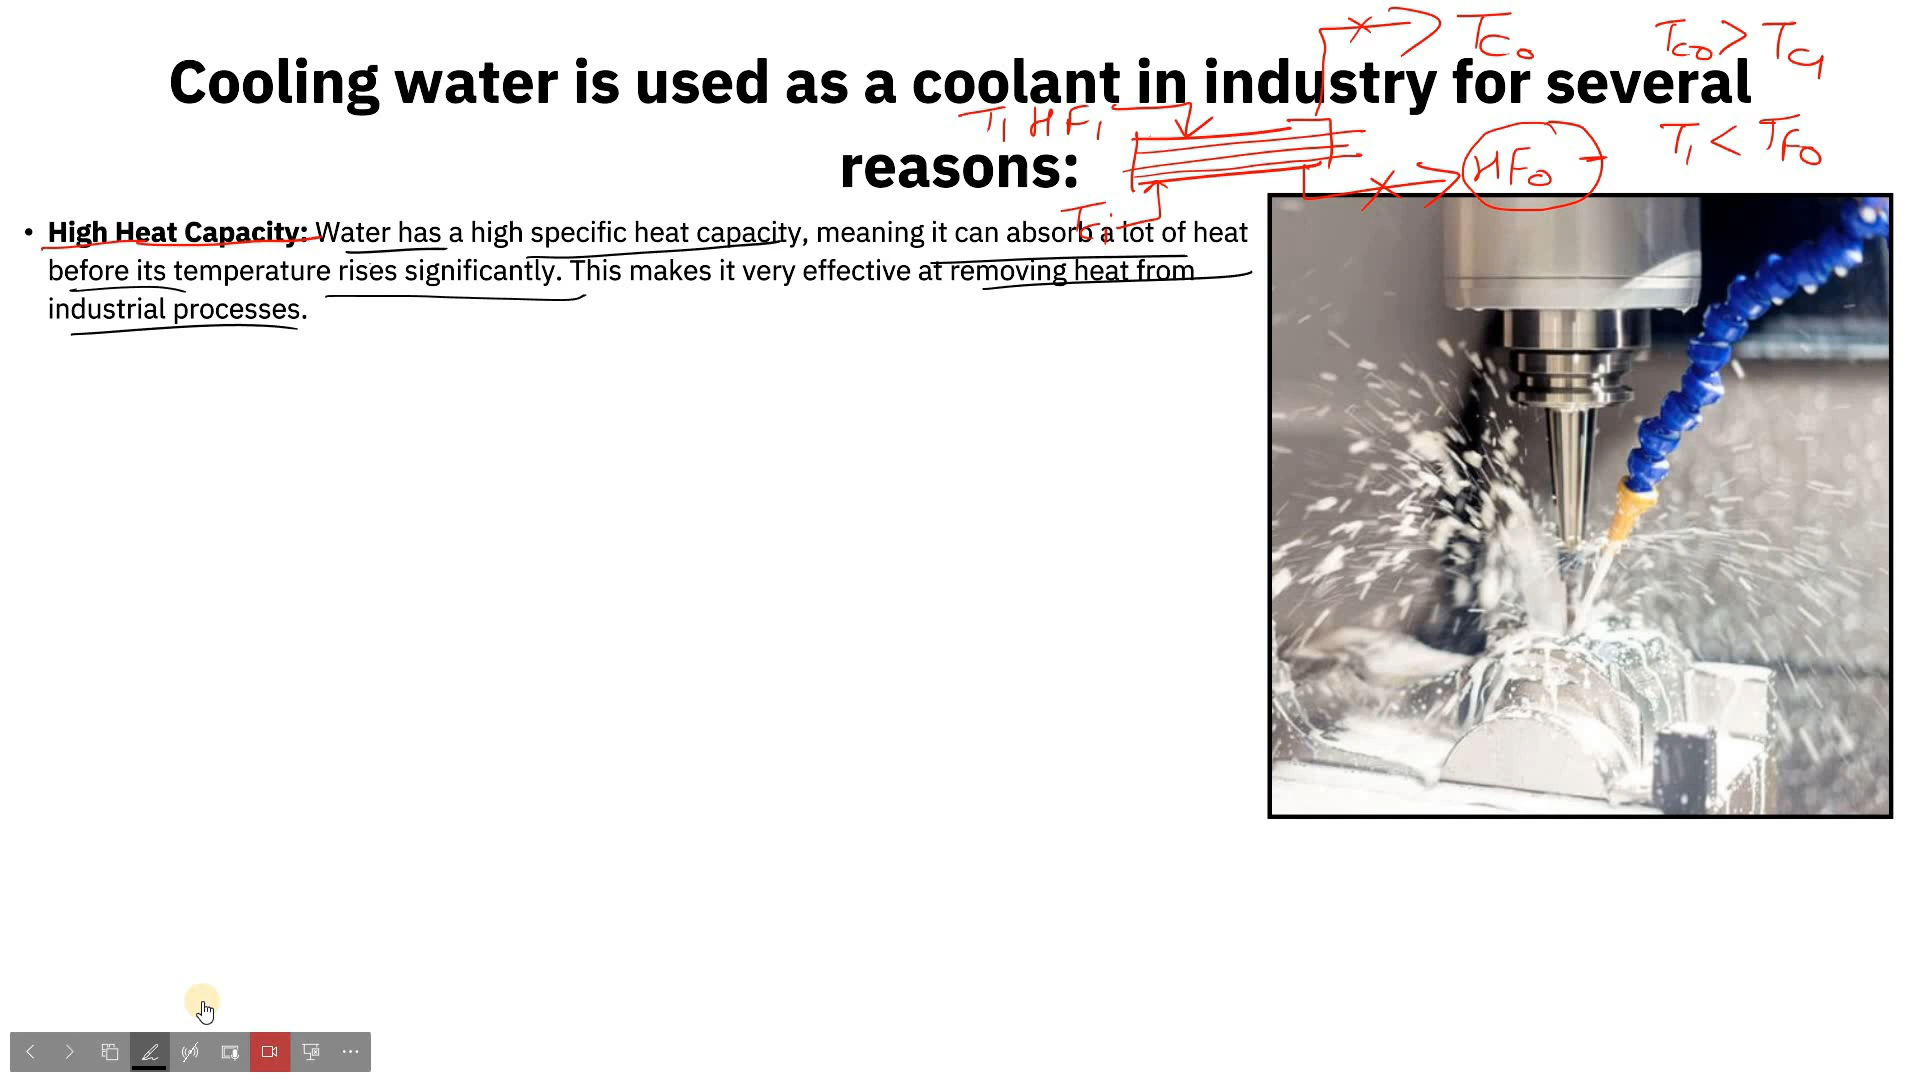 Cooling water is used as a coolant in industry for several
reasons:
T₁ HF₁
Tco
Tco > Tc1
HFo
T₁ < TFo
• High Heat Capacity: Water has a high specific heat capacity, meaning it can absorb a lot of heat
before its temperature rises significantly. This makes it very effective at removing heat from
industrial processes.